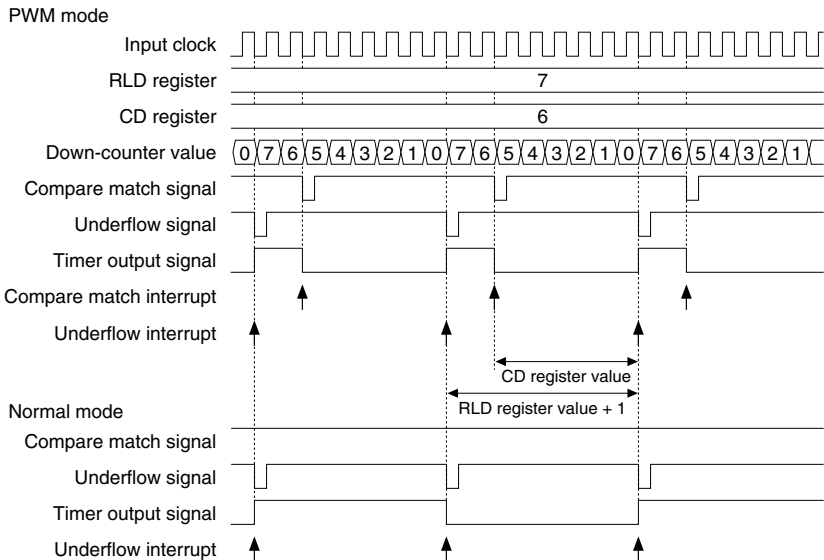 PWM mode
Input clock
RLD register 7
CD register 6
Down-counter value 0 7 6 5 4 3 2 1 0 7 6 5 4 3 2 1 0 7 6 5 4 3 2 1
Compare match signal
Underflow signal
Timer output signal
Compare match interrupt
Underflow interrupt
CD register value
RLD register value + 1
Normal mode
Compare match signal
Underflow signal
Timer output signal
Underflow interrupt